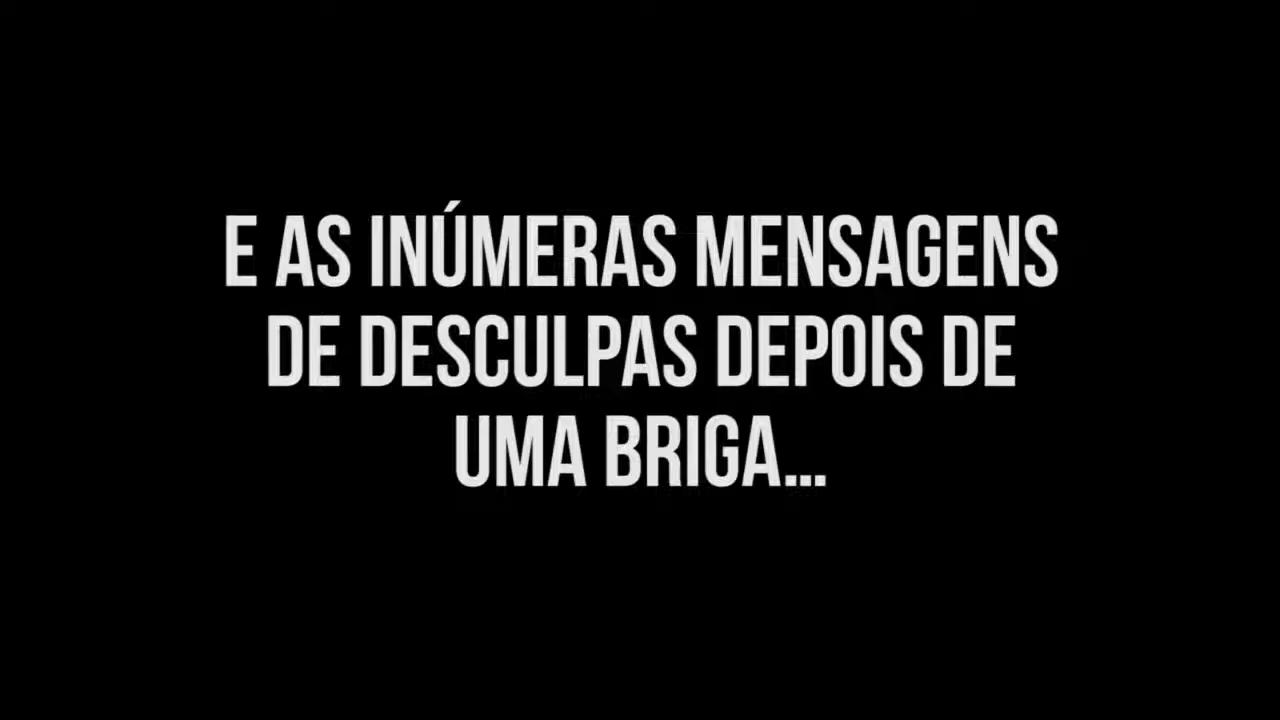 E AS INÚMERAS MENSAGENS
DE DESCULPAS DEPOIS DE
UMA BRIGA...